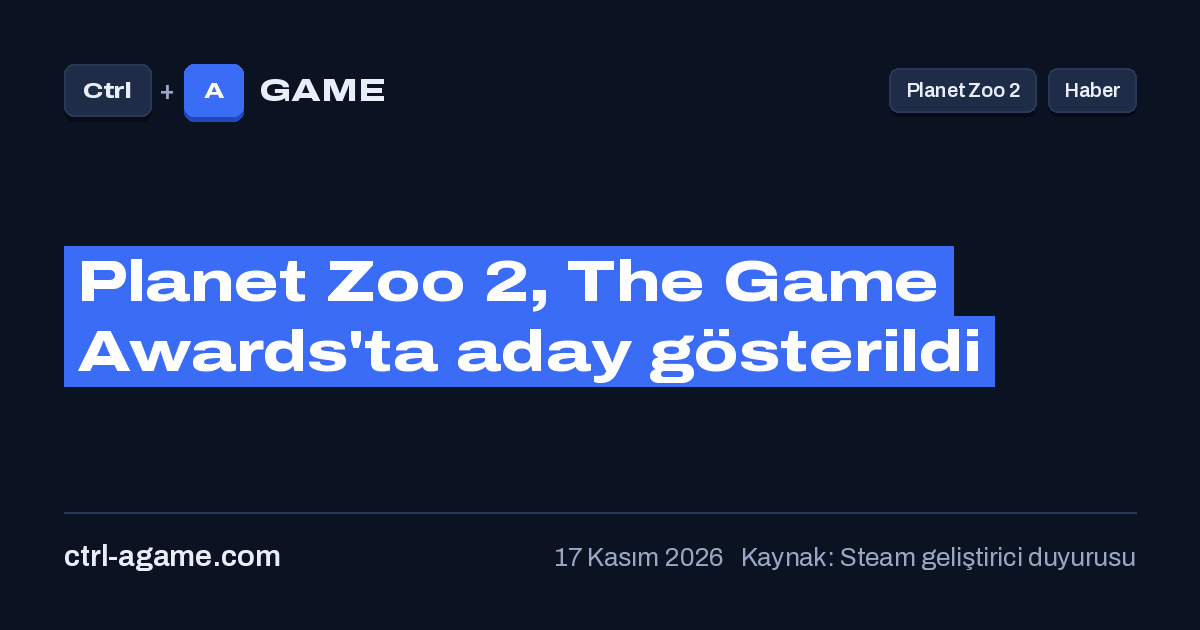 Ctrl + A GAME
Planet Zoo 2
Haber
Planet Zoo 2, The Game
Awards'ta aday gösterildi
ctrl-agame.com
17 Kasım 2026 Kaynak: Steam geliştirici duyurusu